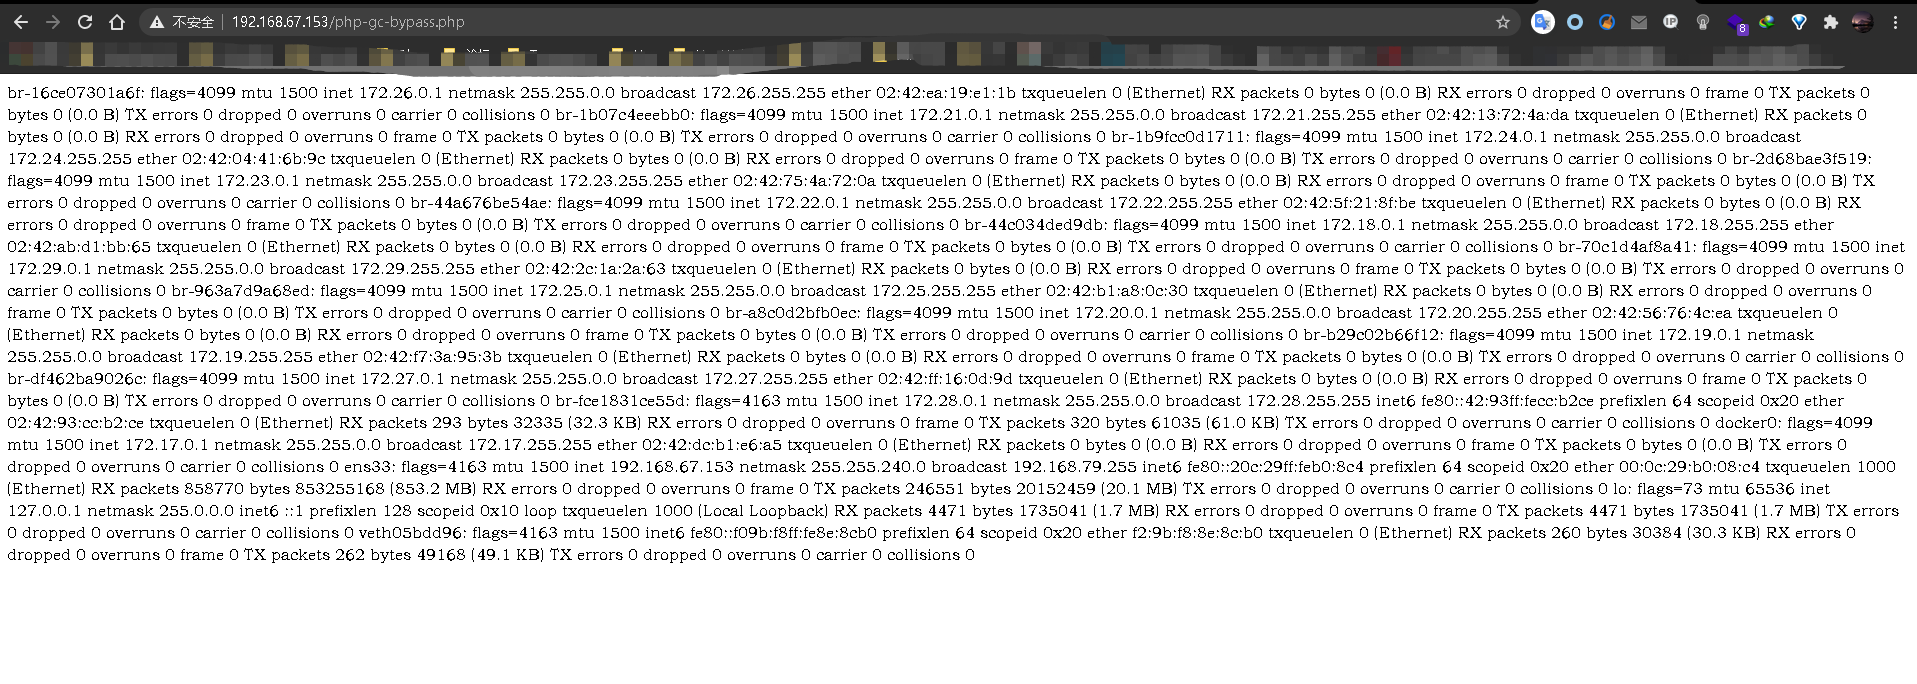 不安全 | 192.168.67.153/php-gc-bypass.php
8
br-16ce07301a6f: flags=4099 mtu 1500 inet 172.26.0.1 netmask 255.255.0.0 broadcast 172.26.255.255 ether 02:42:ea:19:e1:1b txqueuelen 0 (Ethernet) RX packets 0 bytes 0 (0.0 B) RX errors 0 dropped 0 overruns 0 frame 0 TX packets 0
bytes 0 (0.0 B) TX errors 0 dropped 0 overruns 0 carrier 0 collisions 0 br-1b07c4eeebb0: flags=4099 mtu 1500 inet 172.21.0.1 netmask 255.255.0.0 broadcast 172.21.255.255 ether 02:42:13:72:4a:da txqueuelen 0 (Ethernet) RX packets 0
bytes 0 (0.0 B) RX errors 0 dropped 0 overruns 0 frame 0 TX packets 0 bytes 0 (0.0 B) TX errors 0 dropped 0 overruns 0 carrier 0 collisions 0 br-1b9fcc0d1711: flags=4099 mtu 1500 inet 172.24.0.1 netmask 255.255.0.0 broadcast
172.24.255.255 ether 02:42:04:41:6b:9c txqueuelen 0 (Ethernet) RX packets 0 bytes 0 (0.0 B) RX errors 0 dropped 0 overruns 0 frame 0 TX packets 0 bytes 0 (0.0 B) TX errors 0 dropped 0 overruns 0 carrier 0 collisions 0 br-2d68bae3f519:
flags=4099 mtu 1500 inet 172.23.0.1 netmask 255.255.0.0 broadcast 172.23.255.255 ether 02:42:75:4a:72:0a txqueuelen 0 (Ethernet) RX packets 0 bytes 0 (0.0 B) RX errors 0 dropped 0 overruns 0 frame 0 TX packets 0 bytes 0 (0.0 B) TX
errors 0 dropped 0 overruns 0 carrier 0 collisions 0 br-44a676be54ae: flags=4099 mtu 1500 inet 172.22.0.1 netmask 255.255.0.0 broadcast 172.22.255.255 ether 02:42:5f:21:8f:be txqueuelen 0 (Ethernet) RX packets 0 bytes 0 (0.0 B) RX
errors 0 dropped 0 overruns 0 frame 0 TX packets 0 bytes 0 (0.0 B) TX errors 0 dropped 0 overruns 0 carrier 0 collisions 0 br-44c034ded9db: flags=4099 mtu 1500 inet 172.18.0.1 netmask 255.255.0.0 broadcast 172.18.255.255 ether
02:42:ab:d1:bb:65 txqueuelen 0 (Ethernet) RX packets 0 bytes 0 (0.0 B) RX errors 0 dropped 0 overruns 0 frame 0 TX packets 0 bytes 0 (0.0 B) TX errors 0 dropped 0 overruns 0 carrier 0 collisions 0 br-70c1d4af8a41: flags=4099 mtu 1500 inet
172.29.0.1 netmask 255.255.0.0 broadcast 172.29.255.255 ether 02:42:2c:1a:2a:63 txqueuelen 0 (Ethernet) RX packets 0 bytes 0 (0.0 B) RX errors 0 dropped 0 overruns 0 frame 0 TX packets 0 bytes 0 (0.0 B) TX errors 0 dropped 0 overruns 0
carrier 0 collisions 0 br-963a7d9a68ed: flags=4099 mtu 1500 inet 172.25.0.1 netmask 255.255.0.0 broadcast 172.25.255.255 ether 02:42:b1:a8:0c:30 txqueuelen 0 (Ethernet) RX packets 0 bytes 0 (0.0 B) RX errors 0 dropped 0 overruns 0
frame 0 TX packets 0 bytes 0 (0.0 B) TX errors 0 dropped 0 overruns 0 carrier 0 collisions 0 br-a8c0d2bfb0ec: flags=4099 mtu 1500 inet 172.20.0.1 netmask 255.255.0.0 broadcast 172.20.255.255 ether 02:42:56:76:4c:ea txqueuelen 0
(Ethernet) RX packets 0 bytes 0 (0.0 B) RX errors 0 dropped 0 overruns 0 frame 0 TX packets 0 bytes 0 (0.0 B) TX errors 0 dropped 0 overruns 0 carrier 0 collisions 0 br-b29c02b66f12: flags=4099 mtu 1500 inet 172.19.0.1 netmask
255.255.0.0 broadcast 172.19.255.255 ether 02:42:f7:3a:95:3b txqueuelen 0 (Ethernet) RX packets 0 bytes 0 (0.0 B) RX errors 0 dropped 0 overruns 0 frame 0 TX packets 0 bytes 0 (0.0 B) TX errors 0 dropped 0 overruns 0 carrier 0 collisions 0
br-df462ba9026c: flags=4099 mtu 1500 inet 172.27.0.1 netmask 255.255.0.0 broadcast 172.27.255.255 ether 02:42:ff:16:0d:9d txqueuelen 0 (Ethernet) RX packets 0 bytes 0 (0.0 B) RX errors 0 dropped 0 overruns 0 frame 0 TX packets 0
bytes 0 (0.0 B) TX errors 0 dropped 0 overruns 0 carrier 0 collisions 0 br-fce1831ce55d: flags=4163 mtu 1500 inet 172.28.0.1 netmask 255.255.0.0 broadcast 172.28.255.255 inet6 fe80::42:93ff:fecc:b2ce prefixlen 64 scopeid 0x20 ether
02:42:93:cc:b2:ce txqueuelen 0 (Ethernet) RX packets 293 bytes 32335 (32.3 KB) RX errors 0 dropped 0 overruns 0 frame 0 TX packets 320 bytes 61035 (61.0 KB) TX errors 0 dropped 0 overruns 0 carrier 0 collisions 0 docker0: flags=4099
mtu 1500 inet 172.17.0.1 netmask 255.255.0.0 broadcast 172.17.255.255 ether 02:42:dc:b1:e6:a5 txqueuelen 0 (Ethernet) RX packets 0 bytes 0 (0.0 B) RX errors 0 dropped 0 overruns 0 frame 0 TX packets 0 bytes 0 (0.0 B) TX errors 0
dropped 0 overruns 0 carrier 0 collisions 0 ens33: flags=4163 mtu 1500 inet 192.168.67.153 netmask 255.255.240.0 broadcast 192.168.79.255 inet6 fe80::20c:29ff:feb0:8c4 prefixlen 64 scopeid 0x20 ether 00:0c:29:b0:08:c4 txqueuelen 1000
(Ethernet) RX packets 858770 bytes 853255168 (853.2 MB) RX errors 0 dropped 0 overruns 0 frame 0 TX packets 246551 bytes 20152459 (20.1 MB) TX errors 0 dropped 0 overruns 0 carrier 0 collisions 0 lo: flags=73 mtu 65536 inet
127.0.0.1 netmask 255.0.0.0 inet6 ::1 prefixlen 128 scopeid 0x10 loop txqueuelen 1000 (Local Loopback) RX packets 4471 bytes 1735041 (1.7 MB) RX errors 0 dropped 0 overruns 0 frame 0 TX packets 4471 bytes 1735041 (1.7 MB) TX errors
0 dropped 0 overruns 0 carrier 0 collisions 0 veth05bdd96: flags=4163 mtu 1500 inet6 fe80::f09b:f8ff:fe8e:8cb0 prefixlen 64 scopeid 0x20 ether f2:9b:f8:8e:8c:b0 txqueuelen 0 (Ethernet) RX packets 260 bytes 30384 (30.3 KB) RX errors 0
dropped 0 overruns 0 frame 0 TX packets 262 bytes 49168 (49.1 KB) TX errors 0 dropped 0 overruns 0 carrier 0 collisions 0